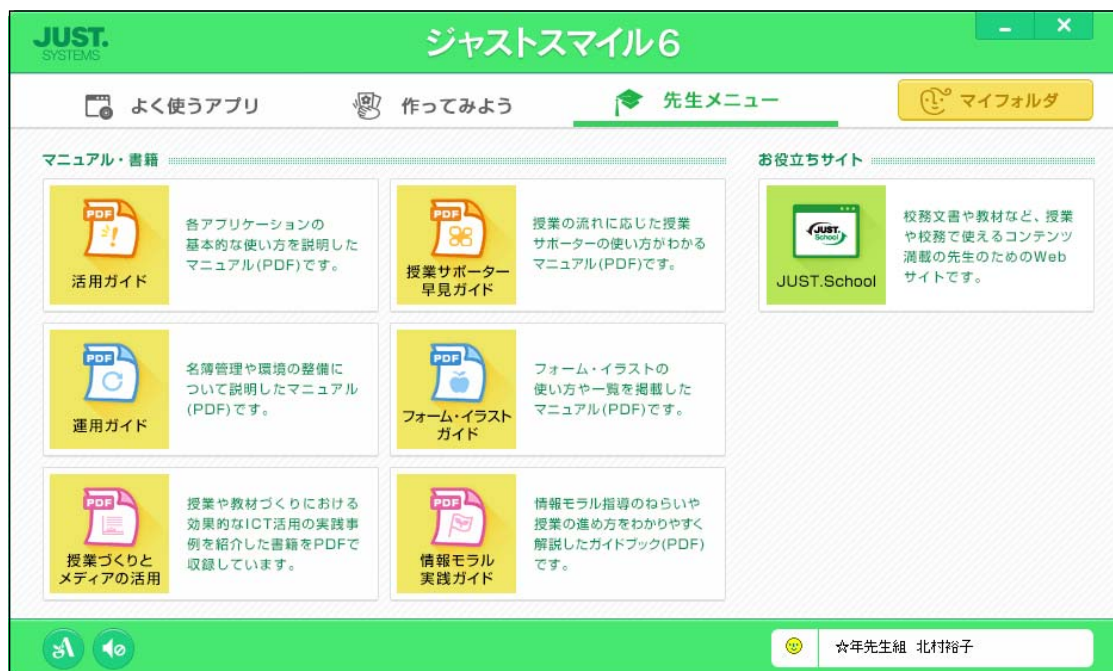 JUST.
SYSTEMS
ジャストスマイル6
よく使うアプリ
作ってみよう
先生メニュー
マイフォルダ
マニュアル・書籍
PDF
活用ガイド
各アプリケーションの
基本的な使い方を説明した
マニュアル(PDF)です。
PDF
授業サポーター
早見ガイド
授業の流れに応じた授業
サポーターの使い方がわかる
マニュアル(PDF)です。
PDF
運用ガイド
名簿管理や環境の整備に
ついて説明したマニュアル
(PDF)です。
PDF
フォーム・イラスト
ガイド
フォーム・イラストの
使い方や一覧を掲載した
マニュアル(PDF)です。
PDF
授業づくりと
メディアの活用
授業や教材づくりにおける
効果的なICT活用の実践事
例を紹介した書籍をPDFで
収録しています。
PDF
情報モラル
実践ガイド
情報モラル指導のねらいや
授業の進め方をわかりやすく
解説したガイドブック(PDF)
です。
お役立ちサイト
JUST.
School
JUST.School
校務文書や教材など、授業
や校務で使えるコンテンツ
満載の先生のためのWeb
サイトです。
あA
☆年先生組 北村裕子